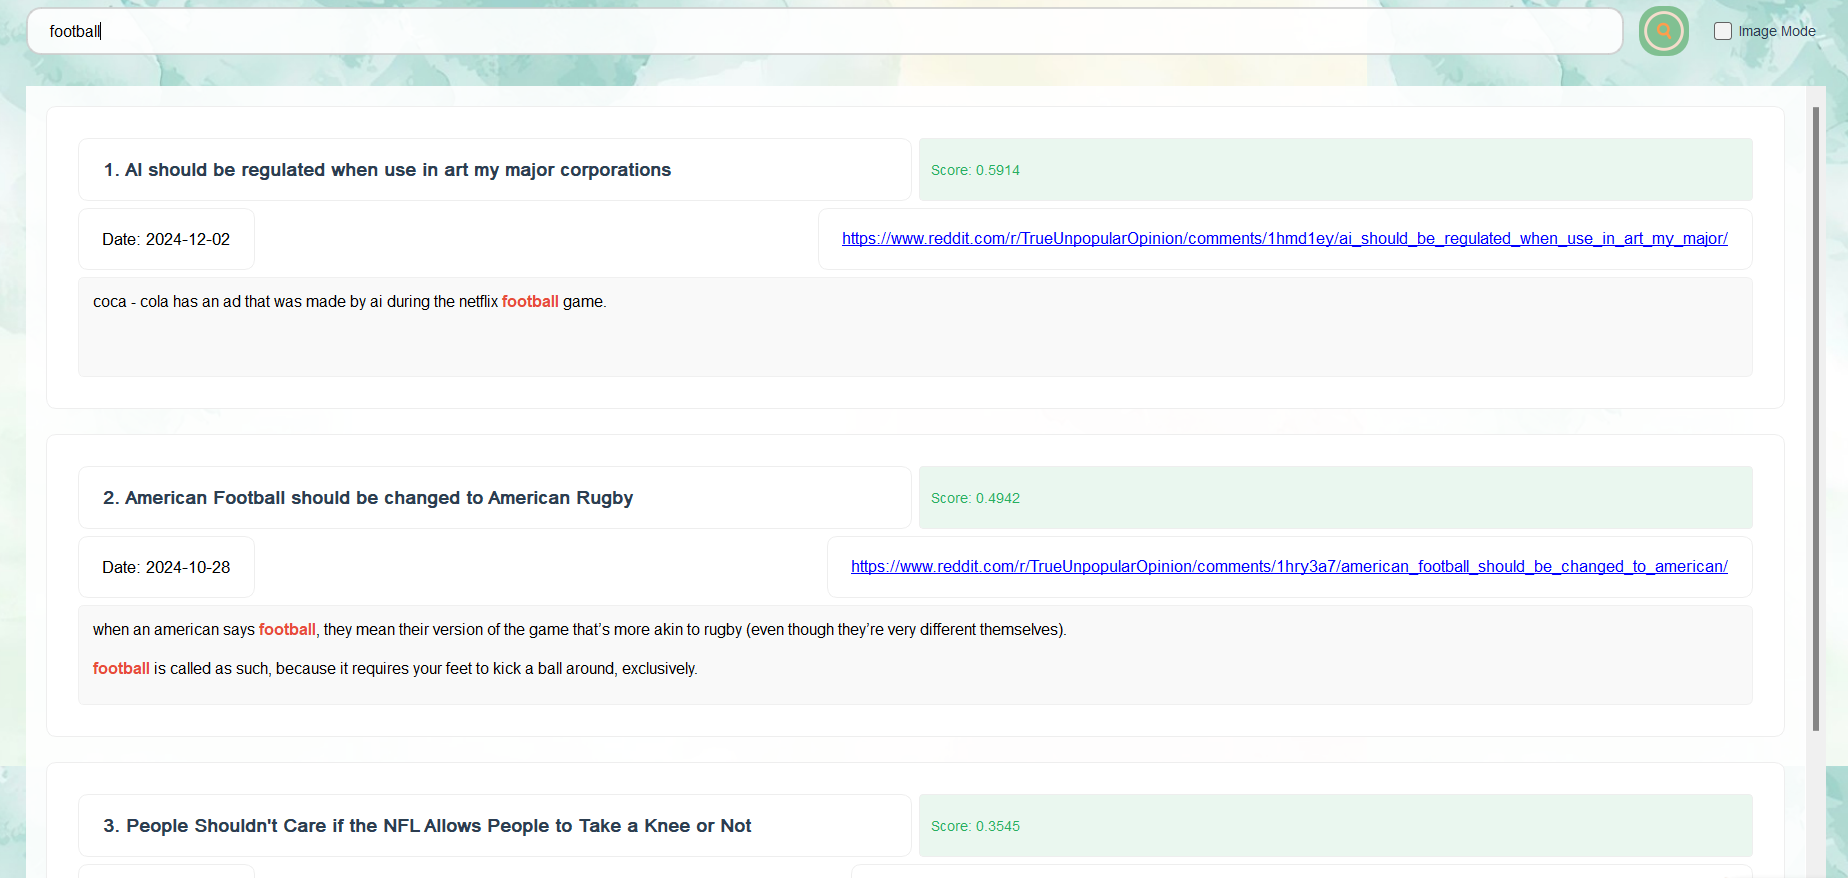 football
Image Mode
1. AI should be regulated when use in art my major corporations
Score: 0.5914
Date: 2024-12-02
https://www.reddit.com/r/TrueUnpopularOpinion/comments/1hmd1ey/ai_should_be_regulated_when_use_in_art_my_major/
coca - cola has an ad that was made by ai during the netflix football game.
2. American Football should be changed to American Rugby
Score: 0.4942
Date: 2024-10-28
https://www.reddit.com/r/TrueUnpopularOpinion/comments/1hry3a7/american_football_should_be_changed_to_american/
when an american says football, they mean their version of the game that’s more akin to rugby (even though they’re very different themselves).
football is called as such, because it requires your feet to kick a ball around, exclusively.
3. People Shouldn't Care if the NFL Allows People to Take a Knee or Not
Score: 0.3545